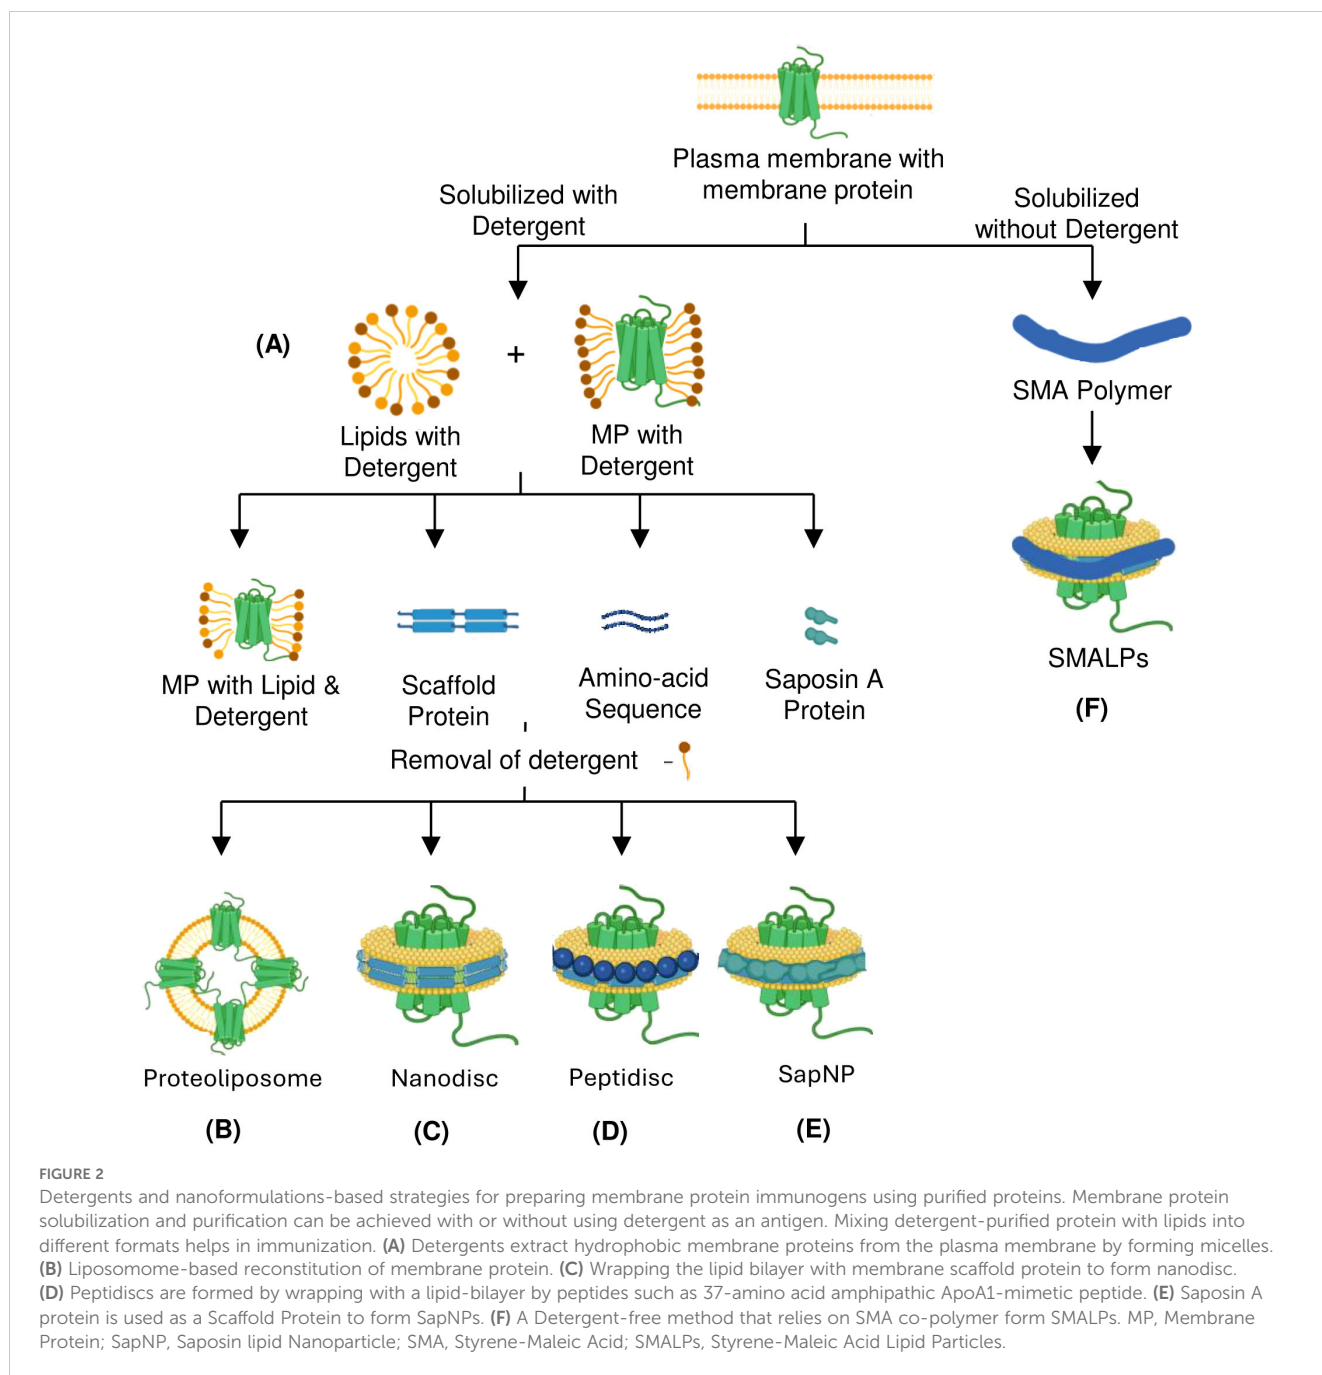 Plasma membrane with
membrane protein
Solubilized with
Detergent
Solubilized
without Detergent
(A)
+
Lipids with
Detergent
MP with
Detergent
SMA Polymer
SMALPs
(F)
MP with Lipid &
Detergent
Scaffold
Protein
Amino-acid
Sequence
Saposin A
Protein
Removal of detergent –
Proteoliposome
Nanodisc
Peptidisc
SapNP
(B)
(C)
(D)
(E)
FIGURE 2
Detergents and nanoformulations-based strategies for preparing membrane protein immunogens using purified proteins. Membrane protein
solubilization and purification can be achieved with or without using detergent as an antigen. Mixing detergent-purified protein with lipids into
different formats helps in immunization. (A) Detergents extract hydrophobic membrane proteins from the plasma membrane by forming micelles.
(B) Liposomome-based reconstitution of membrane protein. (C) Wrapping the lipid bilayer with membrane scaffold protein to form nanodisc.
(D) Peptidiscs are formed by wrapping with a lipid-bilayer by peptides such as 37-amino acid amphipathic ApoA1-mimetic peptide. (E) Saposin A
protein is used as a Scaffold Protein to form SapNPs. (F) A Detergent-free method that relies on SMA co-polymer form SMALPs. MP, Membrane
Protein; SapNP, Saposin lipid Nanoparticle; SMA, Styrene-Maleic Acid; SMALPs, Styrene-Maleic Acid Lipid Particles.